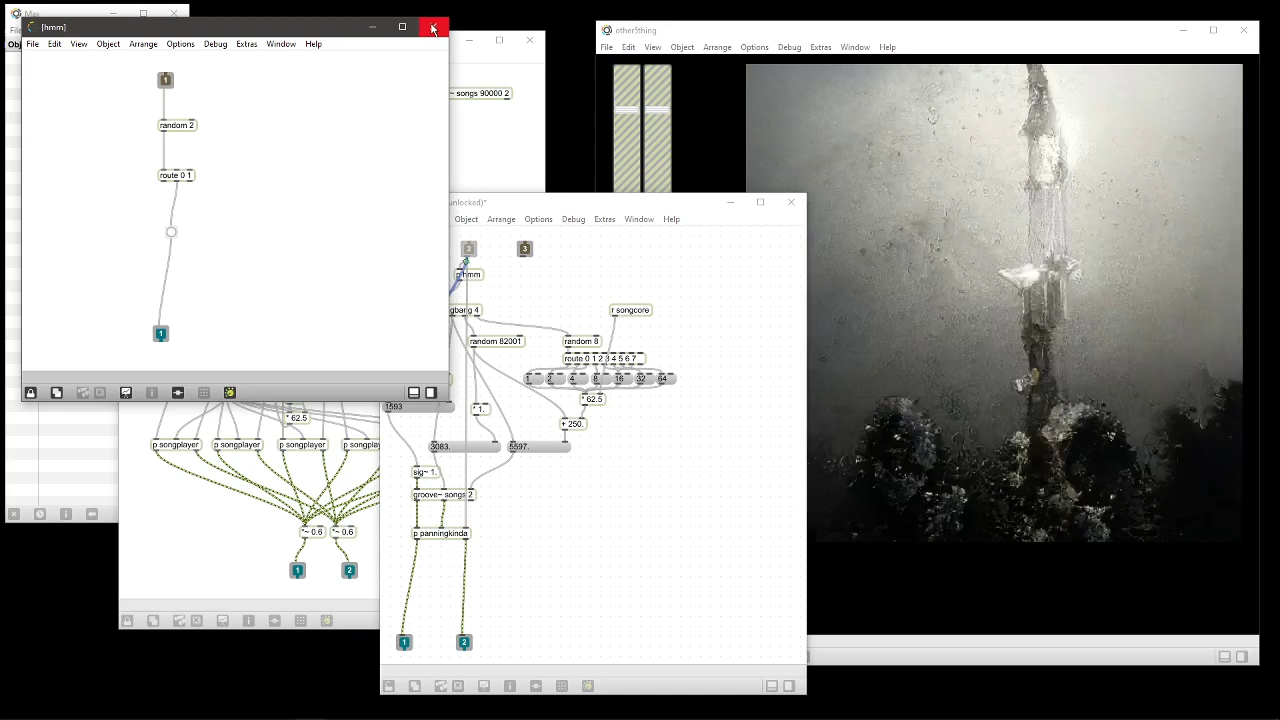 Max
[hmm]
File Edit View Object Arrange Options Debug Extras Window Help
1
random 2
route 0 1
1
~ songs 90000 2
other5thing
File Edit View Object Arrange Options Debug Extras Window Help
unlocked)*
Object Arrange Options Debug Extras Window Help
2
3
p hmm
gbang 4
r songcore
random 82001
random 8
route 0 1 2 3 4 5 6 7
1 2 4 8 16 32 64
* 62.5
1593
* 1.
+ 250.
3083.
5597.
sig~ 1.
groove~ songs 2
p panningkinda
1
2
* 62.5
p songplayer
p songplayer
p songplayer
p songplay
*~ 0.6
*~ 0.6
1
2